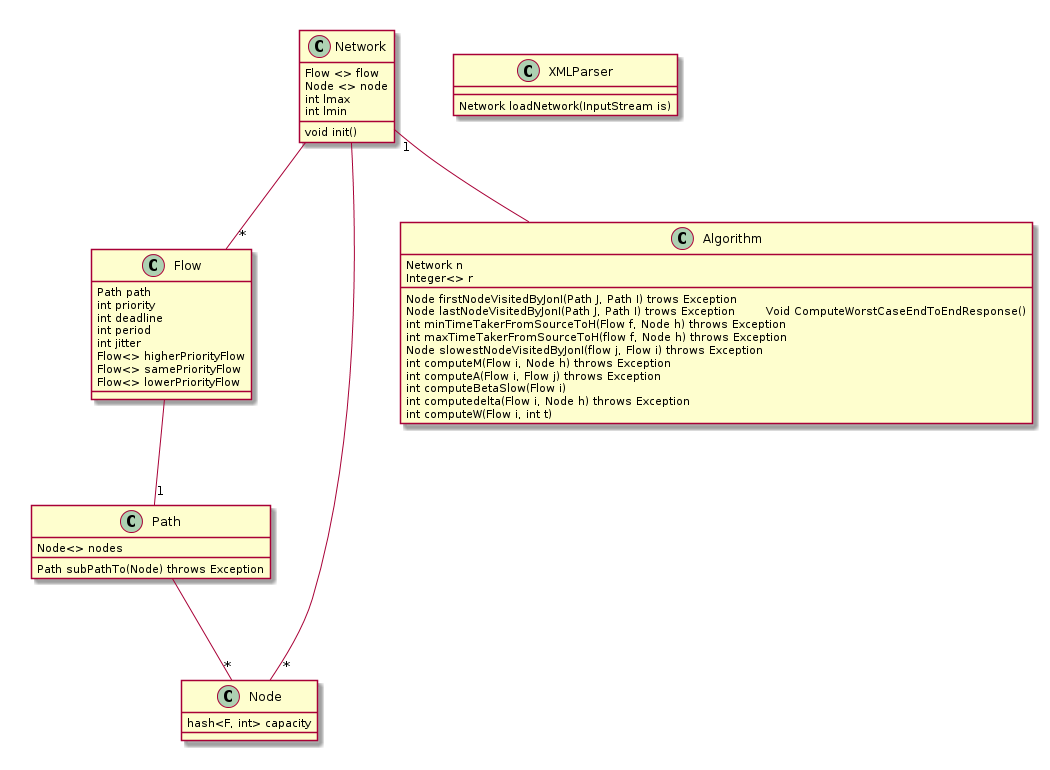 C Network
Flow <> flow
Node <> node
int lmax
int lmin
void init()
C XMLParser
Network loadNetwork(InputStream is)
1
*
C Flow
Path path
int priority
int deadline
int period
int jitter
Flow<> higherPriorityFlow
Flow<> samePriorityFlow
Flow<> lowerPriorityFlow
C Algorithm
Network n
Integer<> r
Node firstNodeVisitedByJonI(Path J, Path I) trows Exception
Node lastNodeVisitedByJonI(Path J, Path I) trows Exception Void ComputeWorstCaseEndToEndResponse()
int minTimeTakerFromSourceToH(Flow f, Node h) throws Exception
int maxTimeTakerFromSourceToH(flow f, Node h) throws Exception
Node slowestNodeVisitedByJonI(flow j, Flow i) throws Exception
int computeM(Flow i, Node h) throws Exception
int computeA(Flow i, Flow j) throws Exception
int computeBetaSlow(Flow i)
int computedelta(Flow i, Node h) throws Exception
int computeW(Flow i, int t)
1
C Path
Node<> nodes
Path subPathTo(Node) throws Exception
* *
C Node
hash<F, int> capacity